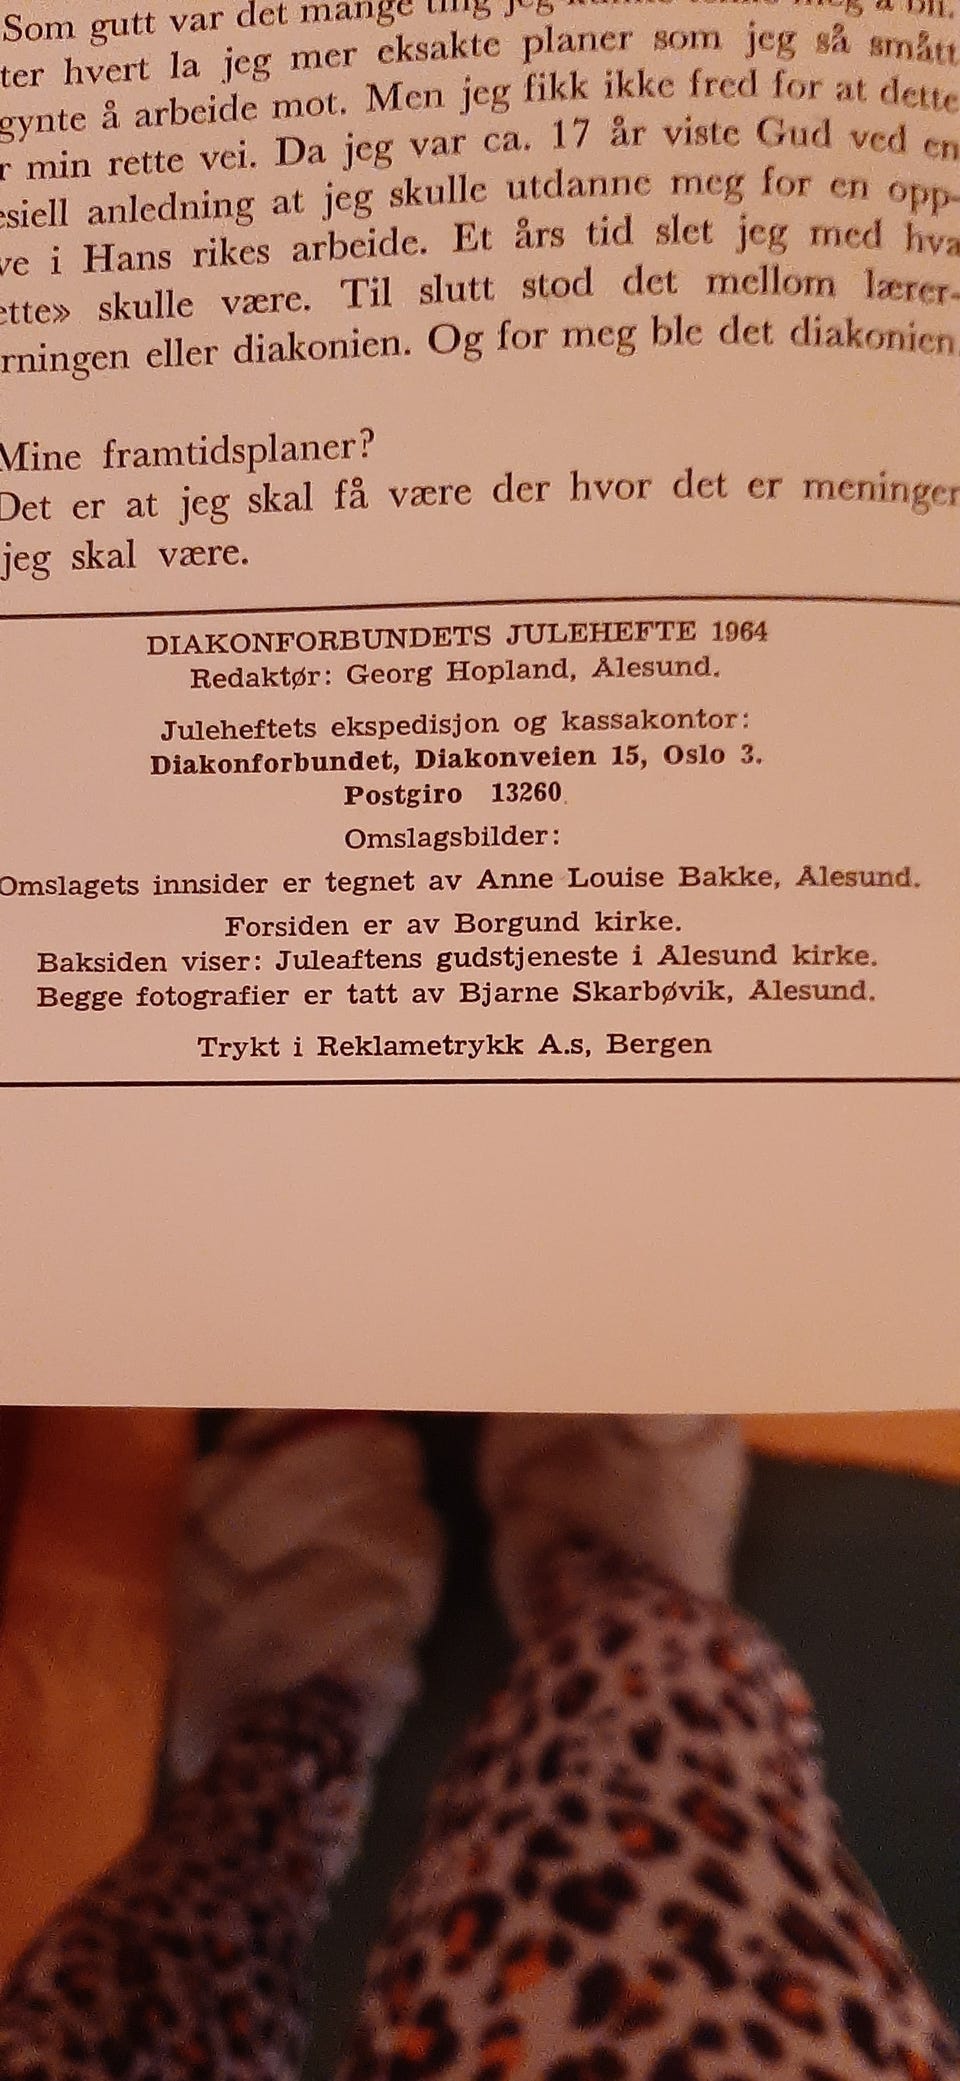 Som gutt var det mange ting jeg
ter hvert la jeg mer eksakte planer som jeg så smått
gynte å arbeide mot. Men jeg fikk ikke fred for at dette
r min rette vei. Da jeg var ca. 17 år viste Gud ved en
esiell anledning at jeg skulle utdanne meg for en opp-
ve i Hans rikes arbeide. Et års tid slet jeg med hva
ette» skulle være. Til slutt stod det mellom lærer-
rningen eller diakonien. Og for meg ble det diakonien.
Mine framtidsplaner?
Det er at jeg skal få være der hvor det er meningen
jeg skal være.
DIAKONFORBUNDETS JULEHEFTE 1964
Redaktør: Georg Hopland, Ålesund.
Juleheftets ekspedisjon og kassakontor:
Diakonforbundet, Diakonveien 15, Oslo 3.
Postgiro 13260.
Omslagsbilder:
Omslagets innsider er tegnet av Anne Louise Bakke, Ålesund.
Forsiden er av Borgund kirke.
Baksiden viser: Juleaftens gudstjeneste i Ålesund kirke.
Begge fotografier er tatt av Bjarne Skarbøvik, Ålesund.
Trykt i Reklametrykk A.s, Bergen